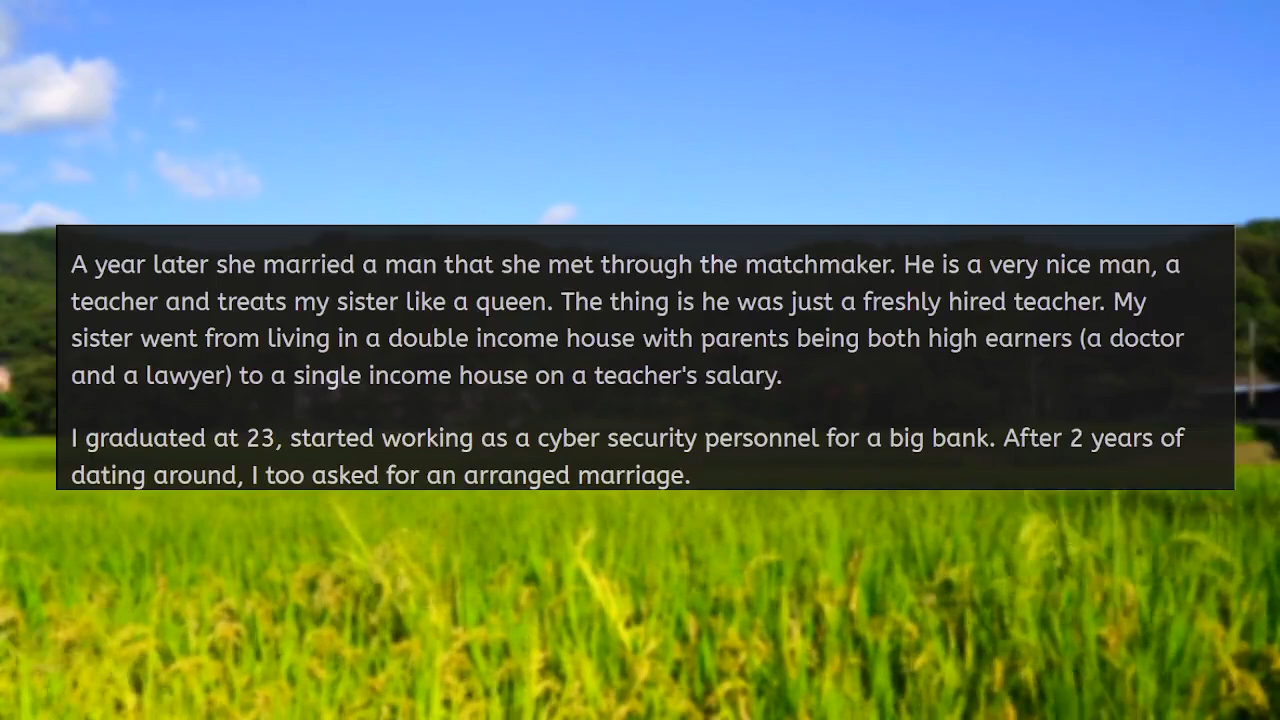 A year later she married a man that she met through the matchmaker. He is a very nice man, a
teacher and treats my sister like a queen. The thing is he was just a freshly hired teacher. My
sister went from living in a double income house with parents being both high earners (a doctor
and a lawyer) to a single income house on a teacher's salary.
I graduated at 23, started working as a cyber security personnel for a big bank. After 2 years of
dating around, I too asked for an arranged marriage.